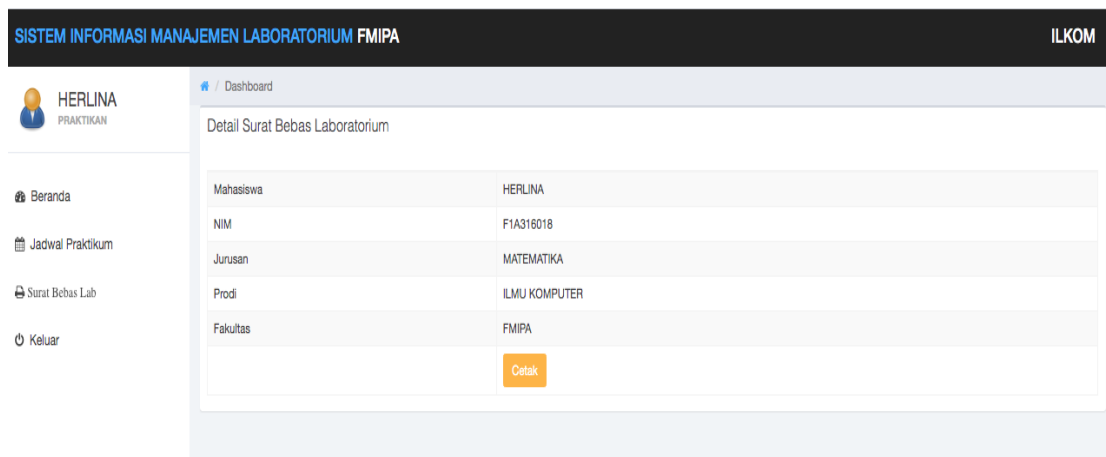 SISTEM INFORMASI MANAJEMEN LABORATORIUM FMIPA ILKOM
HERLINA
PRAKTIKAN
Beranda
Jadwal Praktikum
Surat Bebas Lab
Keluar
/ Dashboard
Detail Surat Bebas Laboratorium
Mahasiswa HERLINA
NIM F1A316018
Jurusan MATEMATIKA
Prodi ILMU KOMPUTER
Fakultas FMIPA
Cetak